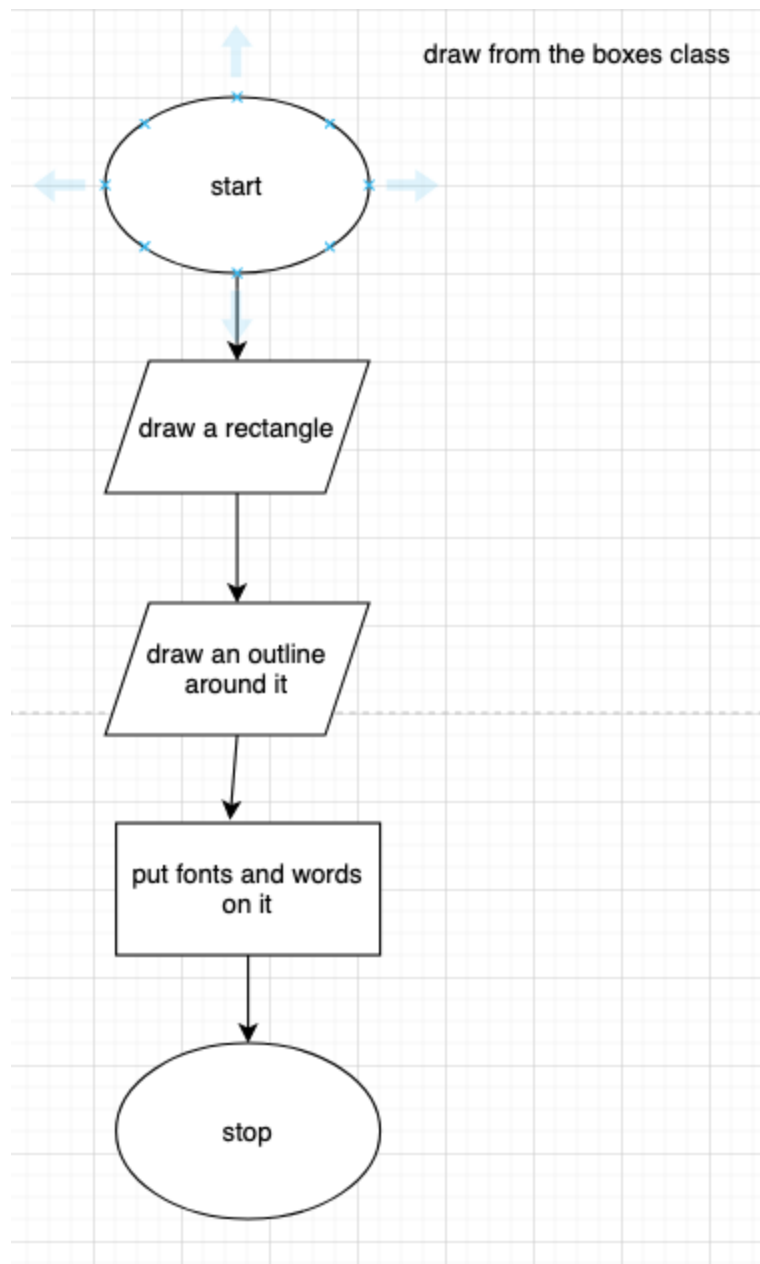 draw from the boxes class
start
draw a rectangle
draw an outline
around it
put fonts and words
on it
stop